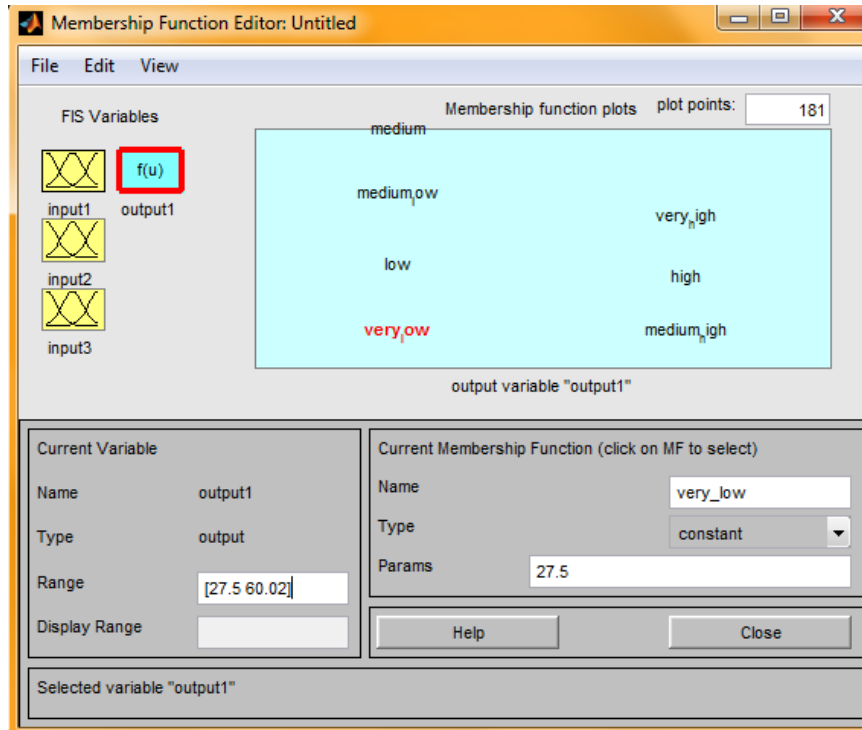 Membership Function Editor: Untitled
File Edit View
FIS Variables
Membership function plots plot points: 181
f(u)
input1 output1
input2
input3
medium
medium_low
low
very_low
very_high
high
medium_high
output variable "output1"
Current Variable
Name output1
Type output
Range [27.5 60.02]
Display Range
Current Membership Function (click on MF to select)
Name very_low
Type constant
Params 27.5
Help Close
Selected variable "output1"